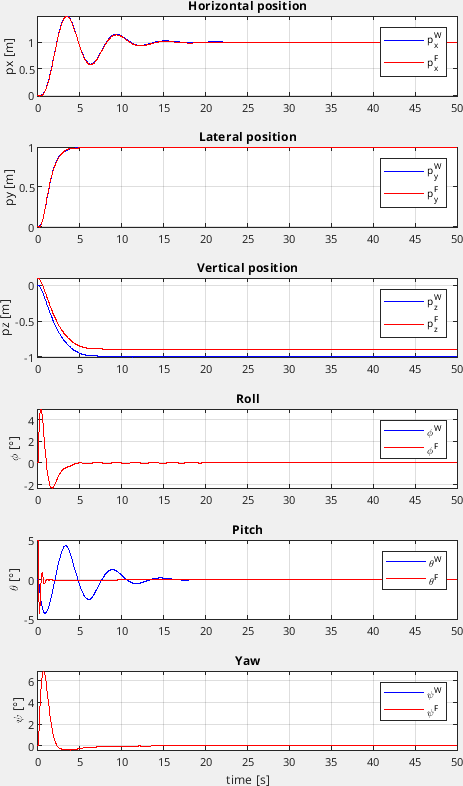 Horizontal position
px [m]
1
0.5
0
p_x^W
p_x^F
0 5 10 15 20 25 30 35 40 45 50
Lateral position
py [m]
1
0.5
0
p_y^W
p_y^F
0 5 10 15 20 25 30 35 40 45 50
Vertical position
pz [m]
0
-0.5
-1
p_z^W
p_z^F
0 5 10 15 20 25 30 35 40 45 50
Roll
ϕ [°]
4
2
0
-2
ϕ^W
ϕ^F
0 5 10 15 20 25 30 35 40 45 50
Pitch
θ [°]
5
0
-5
θ^W
θ^F
0 5 10 15 20 25 30 35 40 45 50
Yaw
ψ [°]
6
4
2
0
ψ^W
ψ^F
0 5 10 15 20 25 30 35 40 45 50
time [s]